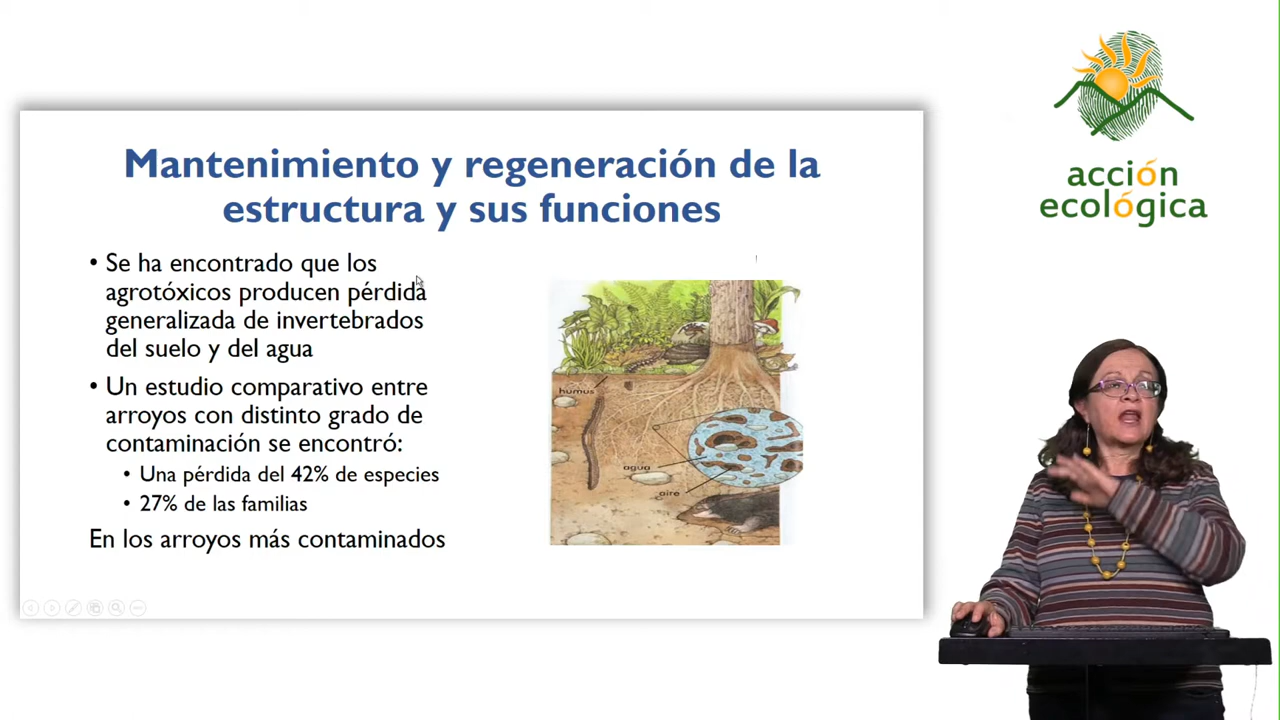 Mantenimiento y regeneración de la
estructura y sus funciones
• Se ha encontrado que los
agrotóxicos producen pérdida
generalizada de invertebrados
del suelo y del agua
• Un estudio comparativo entre
arroyos con distinto grado de
contaminación se encontró:
• Una pérdida del 42% de especies
• 27% de las familias
En los arroyos más contaminados
humus
agua
aire
acción
ecológica